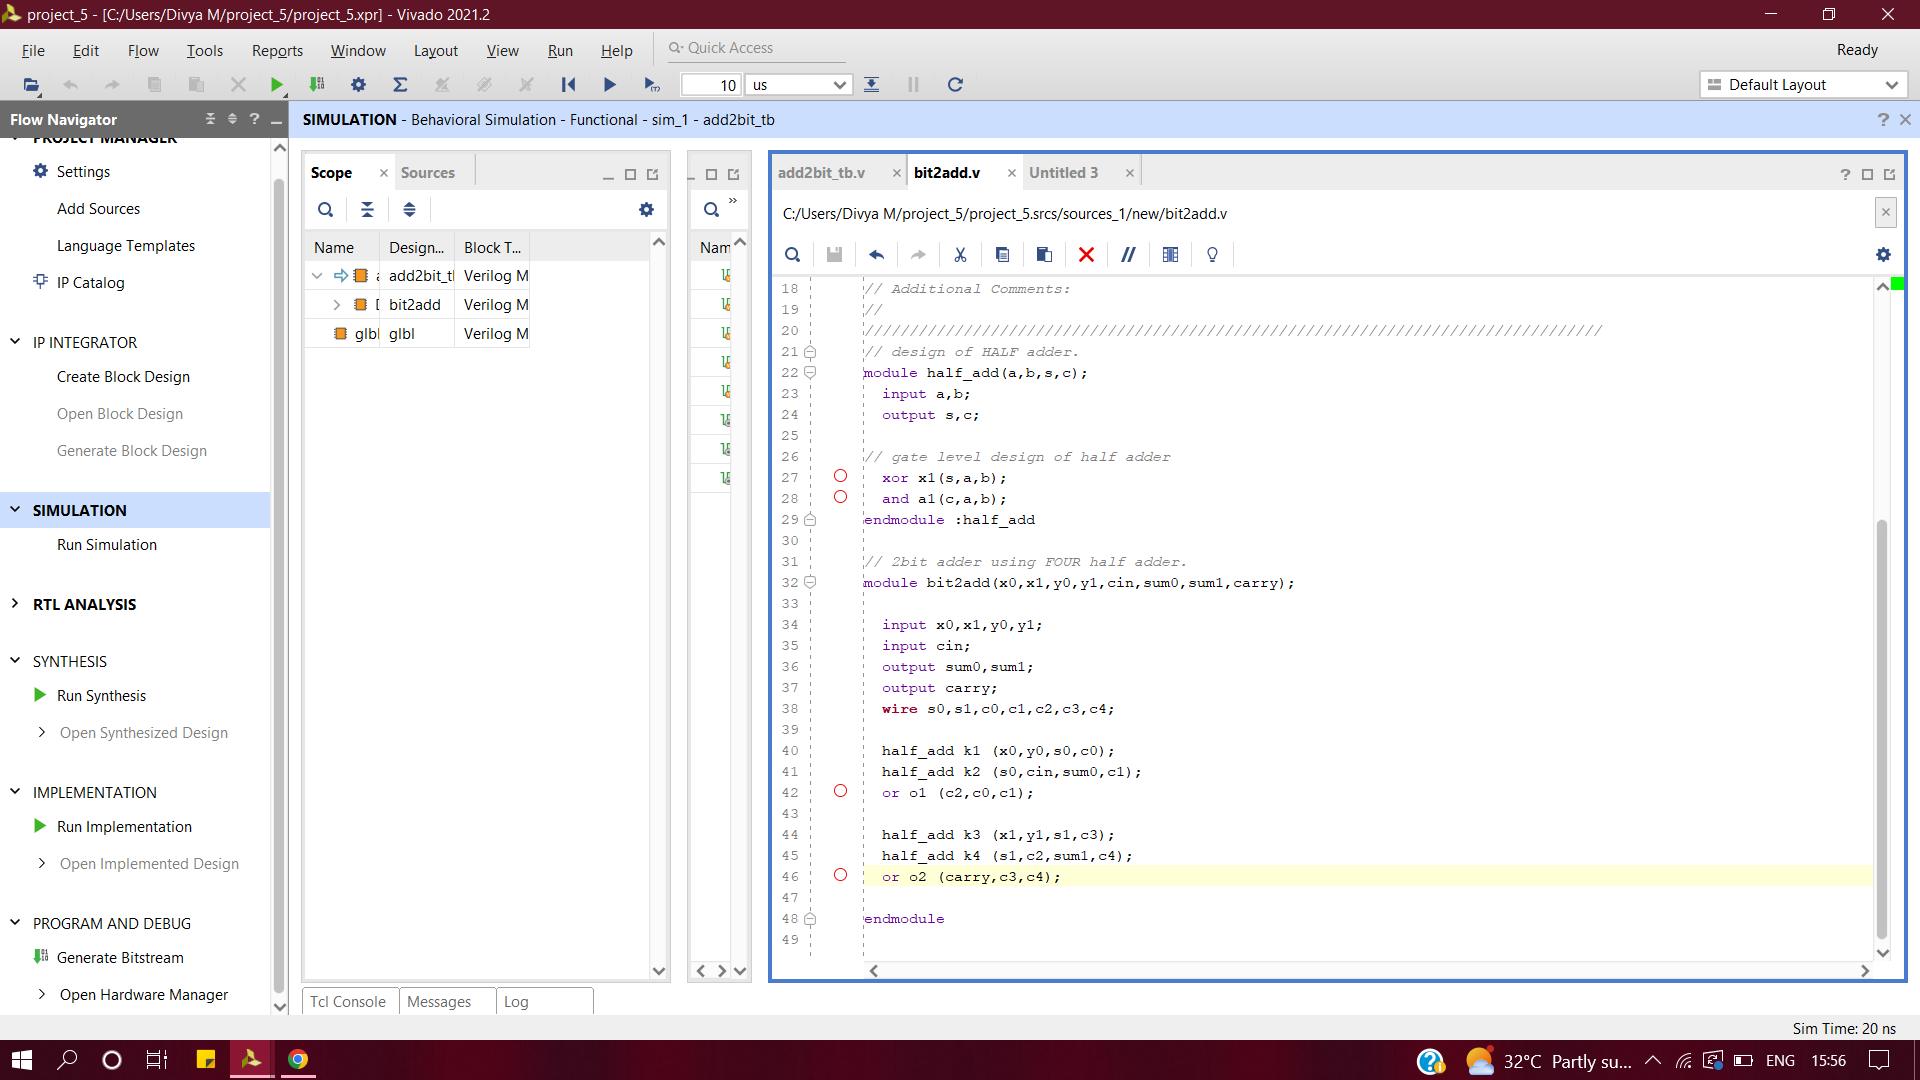 project_5 - [C:/Users/Divya M/project_5/project_5.xpr] - Vivado 2021.2
File Edit Flow Tools Reports Window Layout View Run Help Quick Access Ready
10 us Default Layout
Flow Navigator
PROJECT MANAGER
Settings
Add Sources
Language Templates
IP Catalog
IP INTEGRATOR
Create Block Design
Open Block Design
Generate Block Design
SIMULATION
Run Simulation
RTL ANALYSIS
SYNTHESIS
Run Synthesis
Open Synthesized Design
IMPLEMENTATION
Run Implementation
Open Implemented Design
PROGRAM AND DEBUG
Generate Bitstream
Open Hardware Manager
SIMULATION - Behavioral Simulation - Functional - sim_1 - add2bit_tb
Scope Sources
Name Design... Block T...
add2bit_tl Verilog M
bit2add Verilog M
glbl glbl Verilog M
Nam
add2bit_tb.v bit2add.v Untitled 3
C:/Users/Divya M/project_5/project_5.srcs/sources_1/new/bit2add.v
18 // Additional Comments:
19 //
20 //////////////////////////////////////////////////////////////////////////////////
21 // design of HALF adder.
22 module half_add(a,b,s,c);
23 input a,b;
24 output s,c;
25
26 // gate level design of half adder
27 xor x1(s,a,b);
28 and a1(c,a,b);
29 endmodule :half_add
30
31 // 2bit adder using FOUR half adder.
32 module bit2add(x0,x1,y0,y1,cin,sum0,sum1,carry);
33
34 input x0,x1,y0,y1;
35 input cin;
36 output sum0,sum1;
37 output carry;
38 wire s0,s1,c0,c1,c2,c3,c4;
39
40 half_add k1 (x0,y0,s0,c0);
41 half_add k2 (s0,cin,sum0,c1);
42 or o1 (c2,c0,c1);
43
44 half_add k3 (x1,y1,s1,c3);
45 half_add k4 (s1,c2,sum1,c4);
46 or o2 (carry,c3,c4);
47
48 endmodule
49
Tcl Console Messages Log
Sim Time: 20 ns
32°C Partly su... ENG 15:56